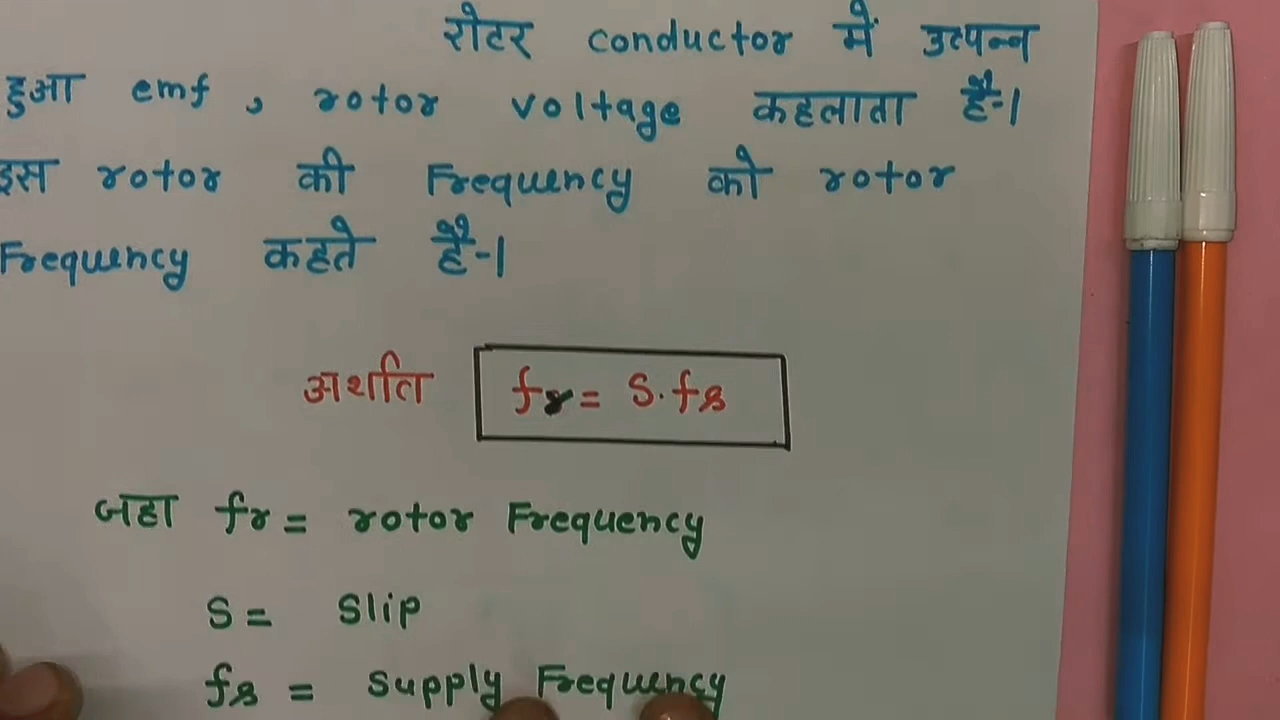 रोटर conductor में उत्पन्न
हुआ emf, rotor voltage कहलाता है-।
इस rotor की Frequency को rotor
Frequency कहते है-।
अर्थाति fr = S.fs
जहा fr = rotor Frequency
S = Slip
fs = Supply Frequency